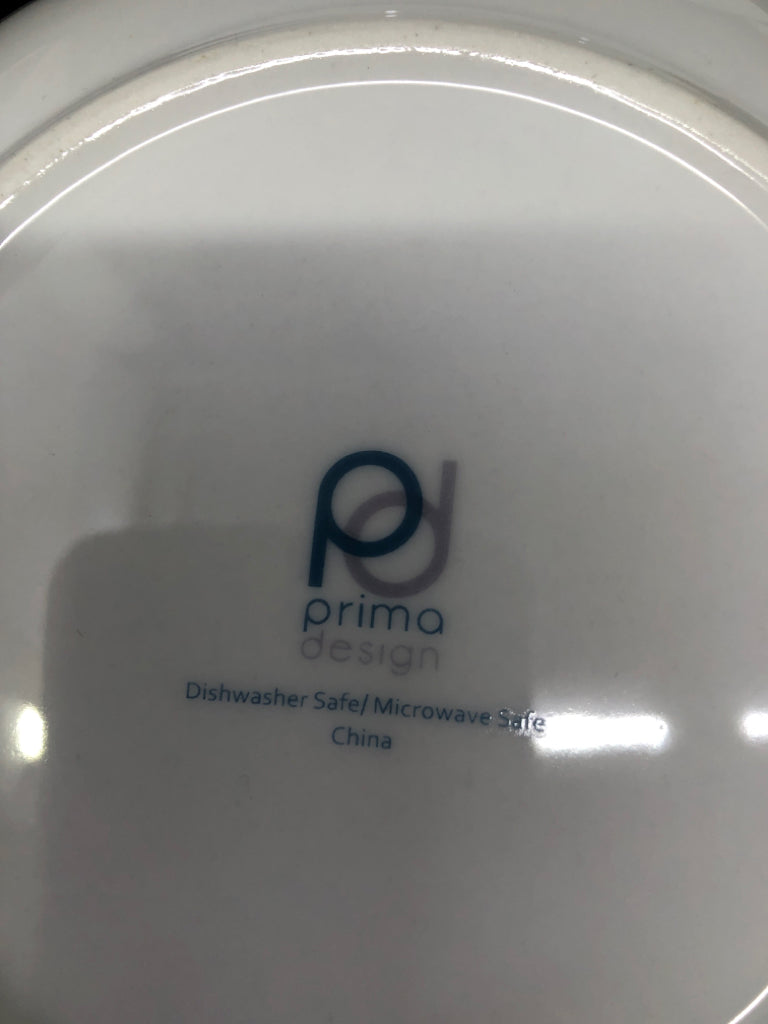 pd
prima
design
Dishwasher Safe/ Microwave Safe
China